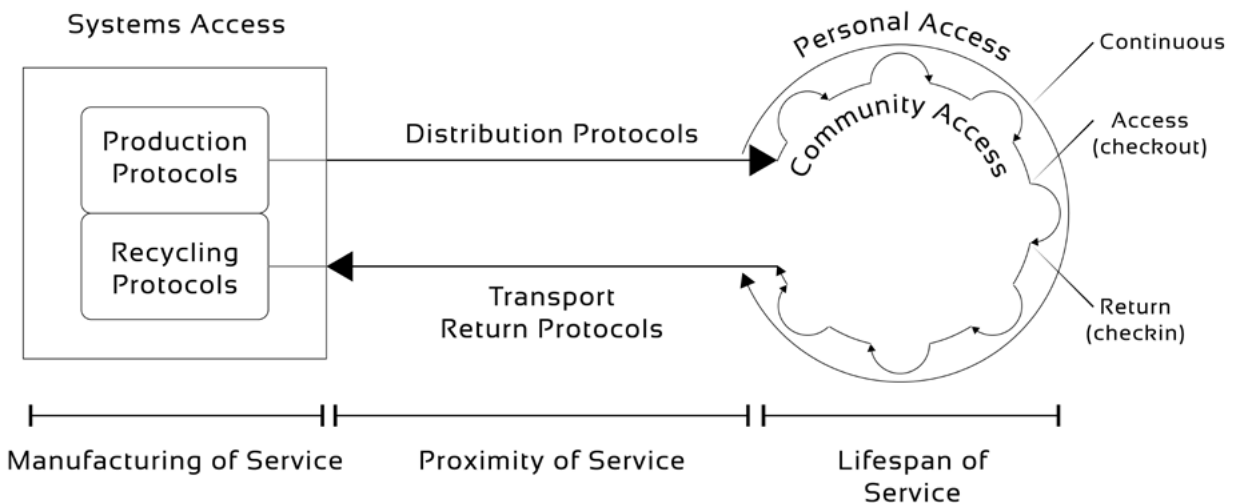 Systems Access
Production
Protocols
Recycling
Protocols
Distribution Protocols
Transport
Return Protocols
Personal Access
Community Access
Continuous
Access
(checkout)
Return
(checkin)
Manufacturing of Service
Proximity of Service
Lifespan of
Service